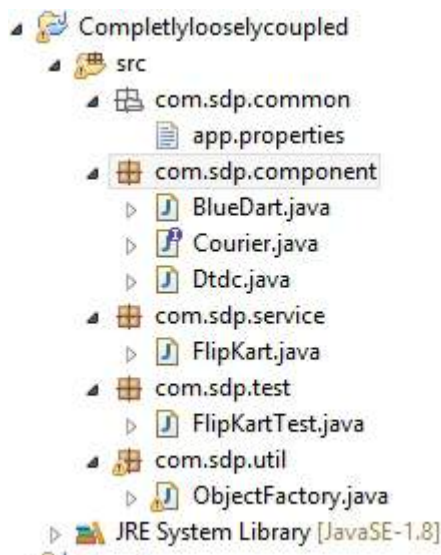 Completlylooselycoupled
src
com.sdp.common
app.properties
com.sdp.component
BlueDart.java
Courier.java
Dtdc.java
com.sdp.service
FlipKart.java
com.sdp.test
FlipKartTest.java
com.sdp.util
ObjectFactory.java
JRE System Library [JavaSE-1.8]